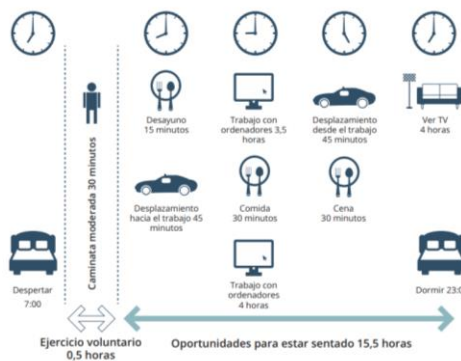 Caminata moderada 30 minutos
Desayuno
15 minutos
Trabajo con
ordenadores 3,5
horas
Desplazamiento
desde el trabajo
45 minutos
Ver TV
4 horas
Desplazamiento
hacia el trabajo 45
minutos
Comida
30 minutos
Cena
30 minutos
Despertar
7:00
Trabajo con
ordenadores
4 horas
Dormir 23:0
Ejercicio voluntario
0,5 horas
Oportunidades para estar sentado 15,5 horas